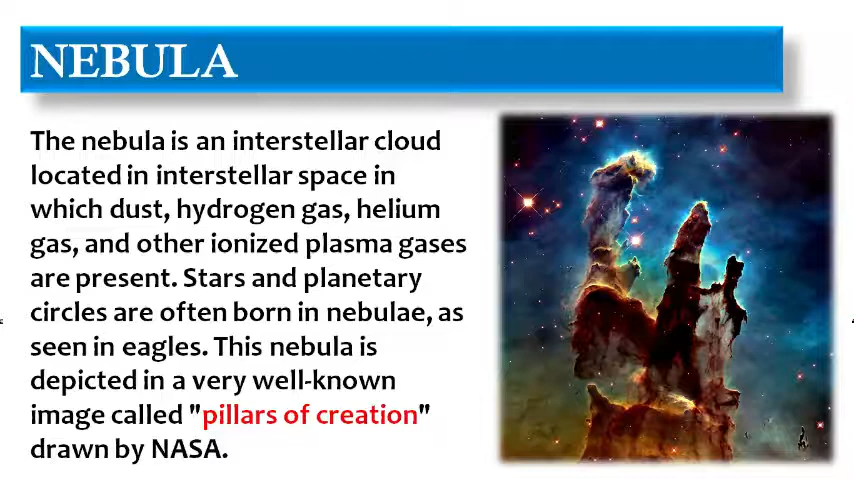 NEBULA
The nebula is an interstellar cloud
located in interstellar space in
which dust, hydrogen gas, helium
gas, and other ionized plasma gases
are present. Stars and planetary
circles are often born in nebulae, as
seen in eagles. This nebula is
depicted in a very well-known
image called "pillars of creation"
drawn by NASA.